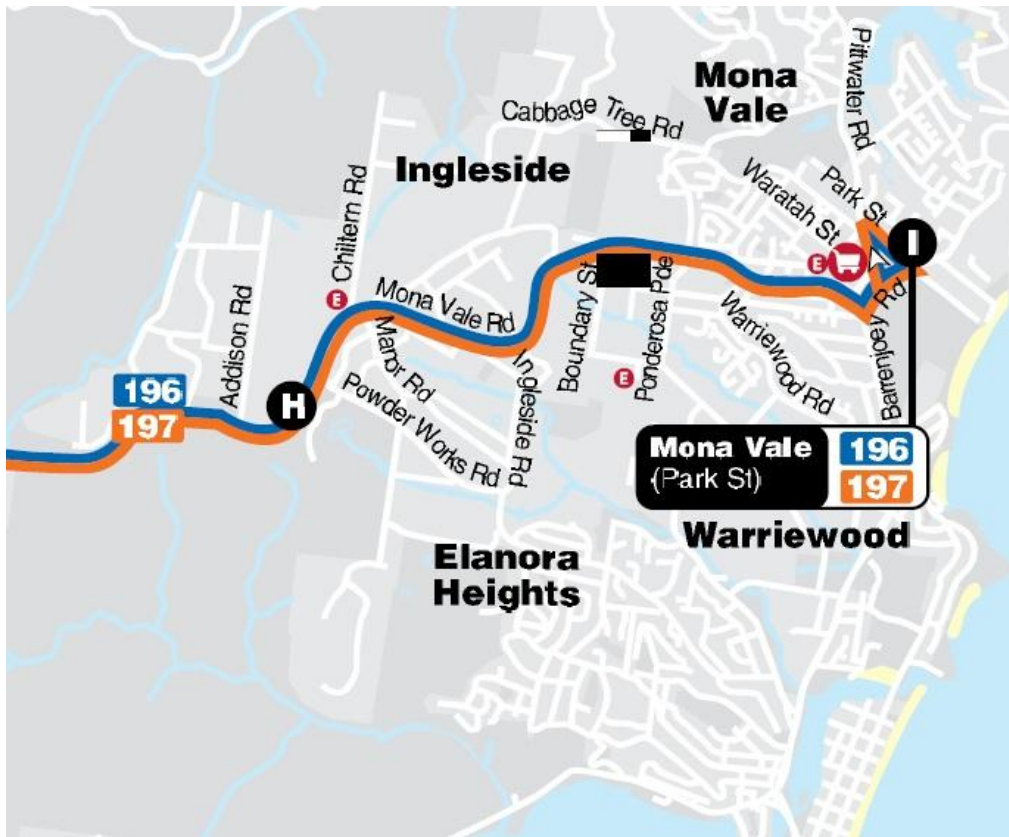 Pittwater Rd
Mona
Vale
Cabbage Tree Rd
Ingleside
Park St
Waratah St
I
E
Chiltern Rd
E
Mona Vale Rd
Boundary St
Ponderosa Pde
Addison Rd
Manor Rd
Warriewood Rd
Barrenjoey Rd
H
E
196
197
Powder Works Rd
Ingleside Rd
Mona Vale
(Park St)
196
197
Warriewood
Elanora
Heights